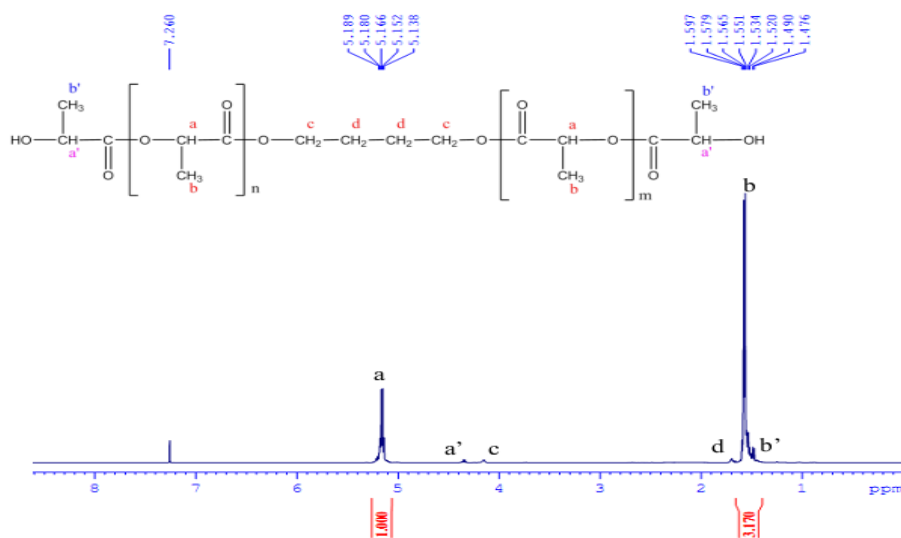 7.260
5.189
5.180
5.166
5.152
5.138
1.597
1.579
1.565
1.551
1.534
1.520
1.490
1.476
b'
CH3
HO CH C O CH C O CH2 CH2 CH2 CH2 O C CH O C CH OH
a' O a O c d d c O a O a'
CH3
b
n
CH3
b
m
b'
CH3
a
a'
c
d
b
b'
8 7 6 5 4 3 2 1 ppm
1.000
3.170